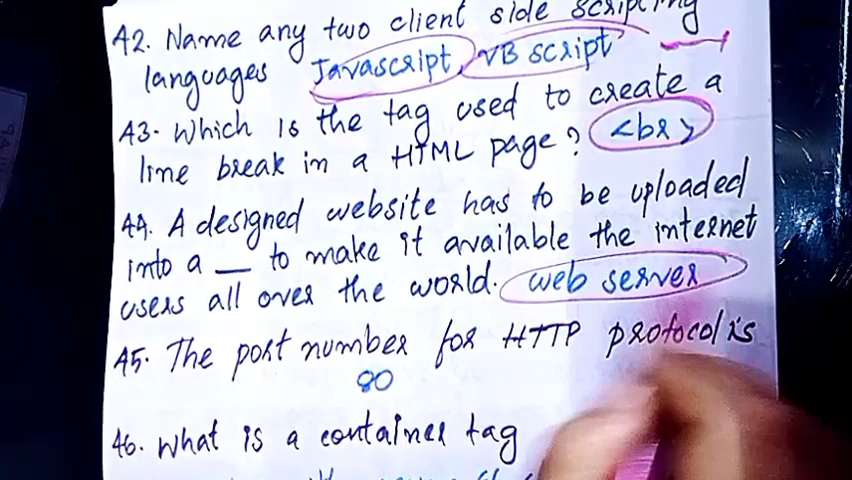 42. Name any two client side scripting
languages Javascript, VB script
43. Which is the tag used to create a
line break in a HTML page? <br>
44. A designed website has to be uploaded
into a __ to make it available the internet
users all over the world. web server
45. The port number for HTTP protocol is
80
46. What is a container tag